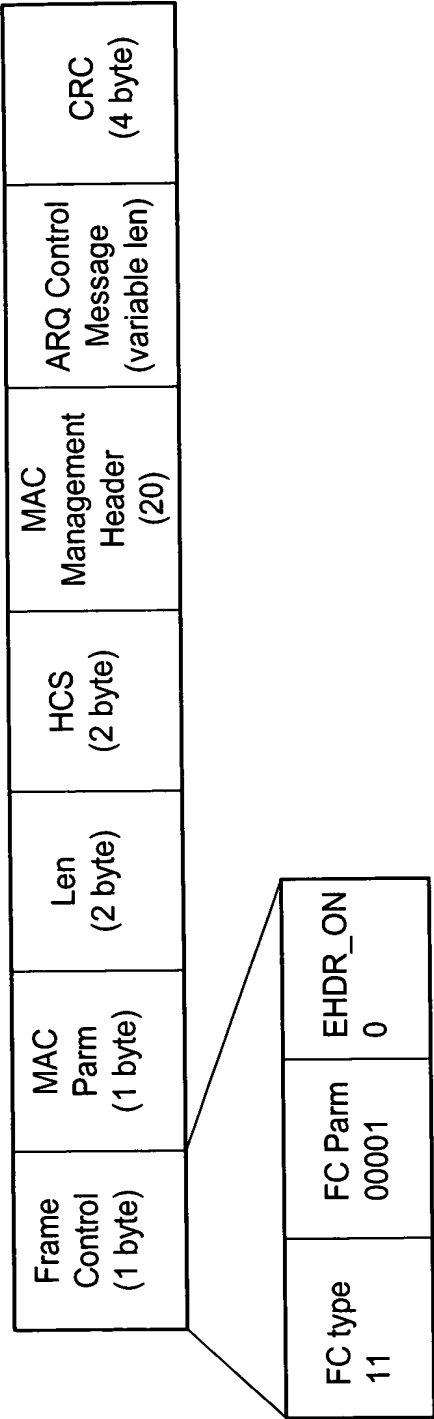 Frame
Control
(1 byte)
MAC
Parm
(1 byte)
Len
(2 byte)
HCS
(2 byte)
MAC
Management
Header
(20)
ARQ Control
Message
(variable len)
CRC
(4 byte)
FC type
11
FC Parm
00001
EHDR_ON
0